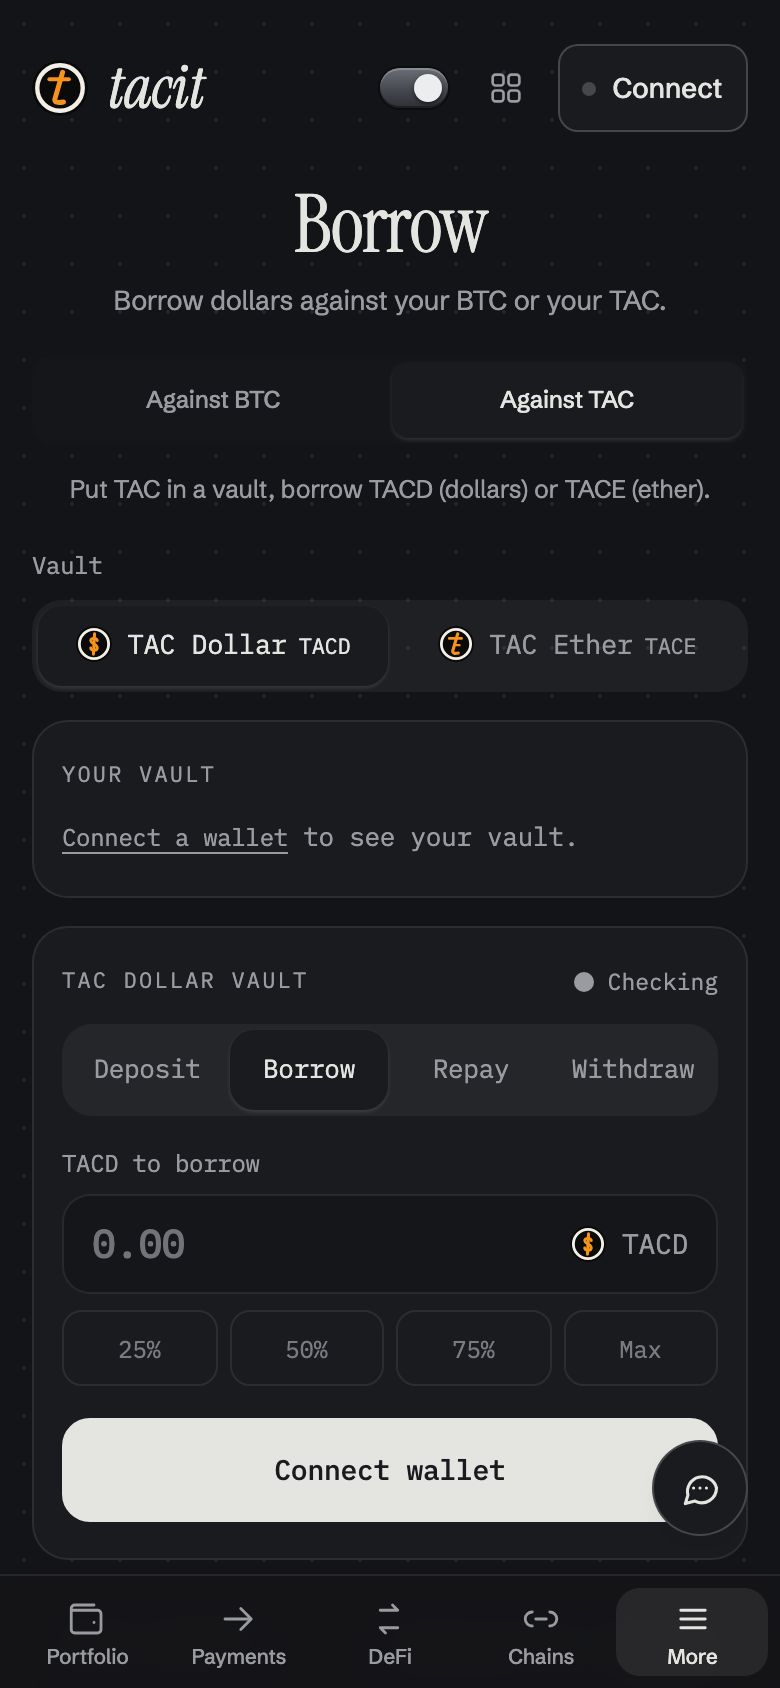 tacit
Connect
Borrow
Borrow dollars against your BTC or your TAC.
Against BTC
Against TAC
Put TAC in a vault, borrow TACD (dollars) or TACE (ether).
Vault
TAC Dollar TACD
TAC Ether TACE
YOUR VAULT
Connect a wallet to see your vault.
TAC DOLLAR VAULT
Checking
Deposit
Borrow
Repay
Withdraw
TACD to borrow
0.00
TACD
25%
50%
75%
Max
Connect wallet
Portfolio
Payments
DeFi
Chains
More